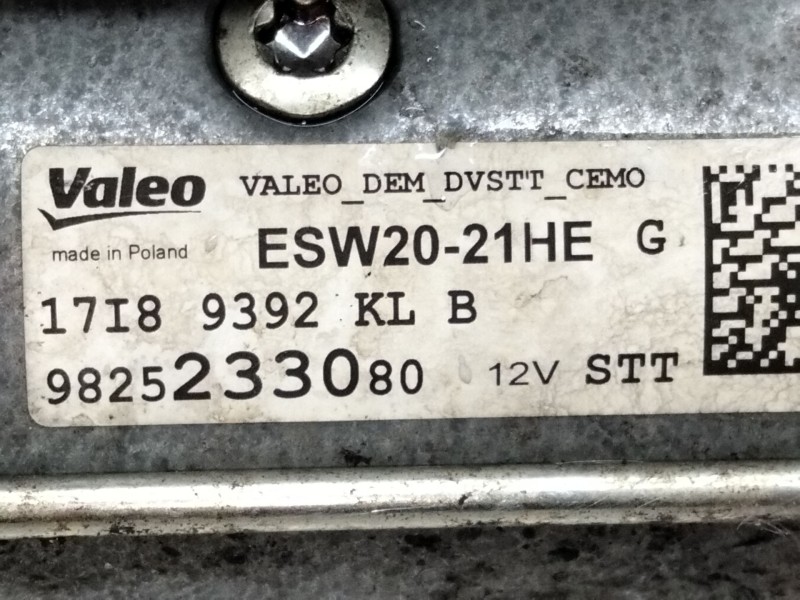 Valeo VALEO_DEM_DVSTT_CEMO
made in Poland ESW20-21HE G
17I8 9392 KL B
9825233080 12V STT